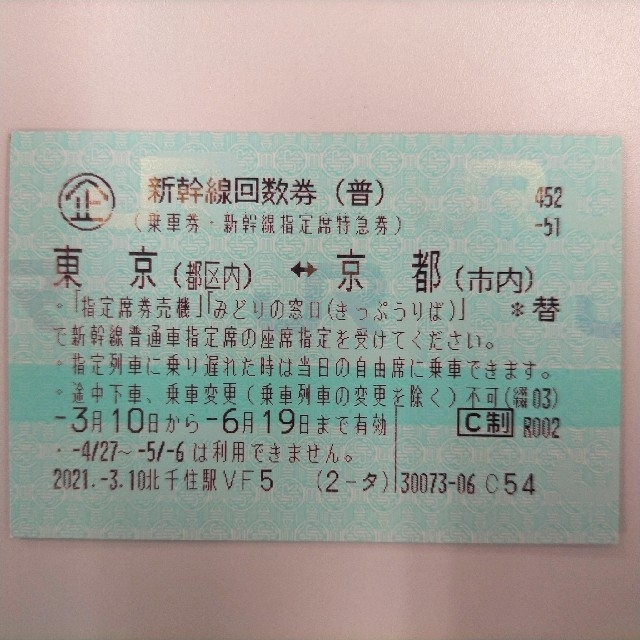 企 新幹線回数券（普） 452
（乗車券・新幹線指定席特急券） -51
東 京（都区内） ↔ 京 都（市内）
・「指定席券売機」「みどりの窓口(きっぷうりば)」 *替
で新幹線普通車指定席の座席指定を受けてください。
・指定列車に乗り遅れた時は当日の自由席に乗車できます。
・途中下車、乗車変更(乗車列車の変更を除く)不可(綴03)
-3月10日から-6月19日まで有効 C制 R002
・-4/27～-5/-6は利用できません。
2021.-3.10北千住駅VF5 (2-タ) 30073-06 C54